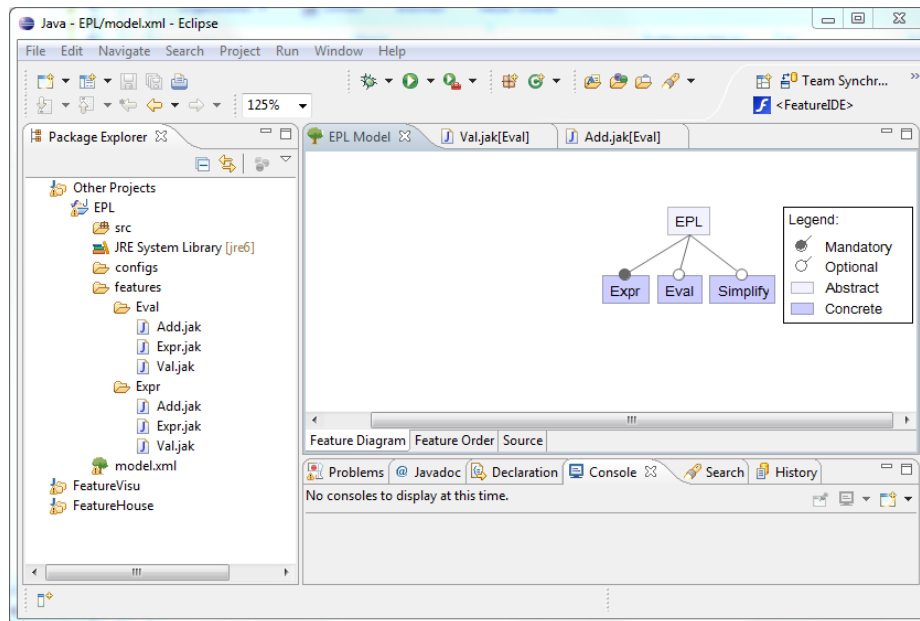 Java - EPL/model.xml - Eclipse
File Edit Navigate Search Project Run Window Help
125%
Team Synchr...
<FeatureIDE>
Package Explorer
EPL Model
Val.jak[Eval]
Add.jak[Eval]
Other Projects
EPL
src
JRE System Library [jre6]
configs
features
Eval
Add.jak
Expr.jak
Val.jak
Expr
Add.jak
Expr.jak
Val.jak
model.xml
FeatureVisu
FeatureHouse
EPL
Expr
Eval
Simplify
Legend:
Mandatory
Optional
Abstract
Concrete
Feature Diagram Feature Order Source
Problems @ Javadoc Declaration Console Search History
No consoles to display at this time.